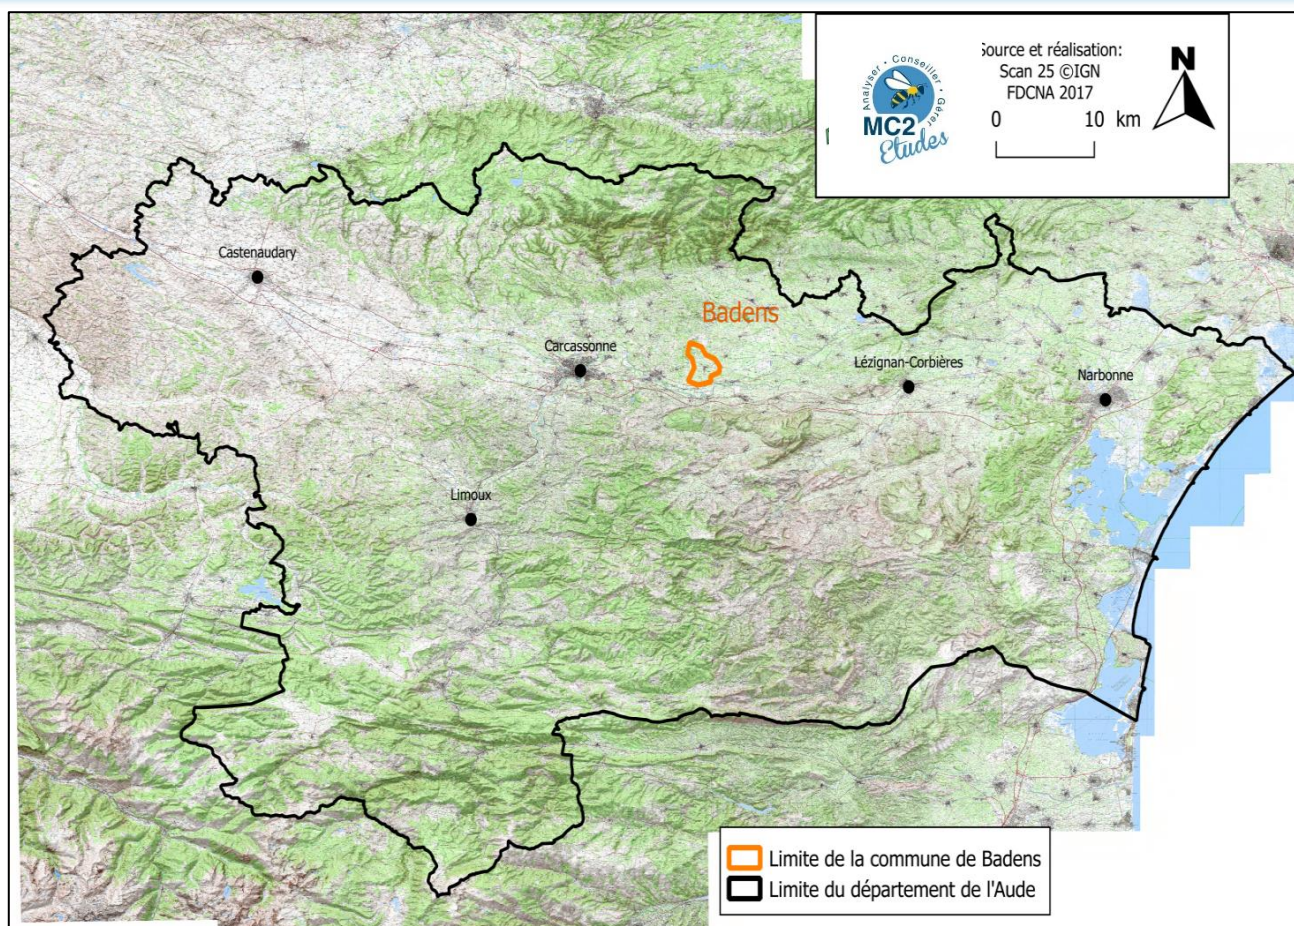 Source et réalisation:
Scan 25 ©IGN
FDCNA 2017
N
0 10 km
Analyser • Conseiller • Gérer
MC2
Etudes
Castenaudary
Badens
Carcassonne
Lézignan-Corbières
Narbonne
Limoux
Limite de la commune de Badens
Limite du département de l'Aude